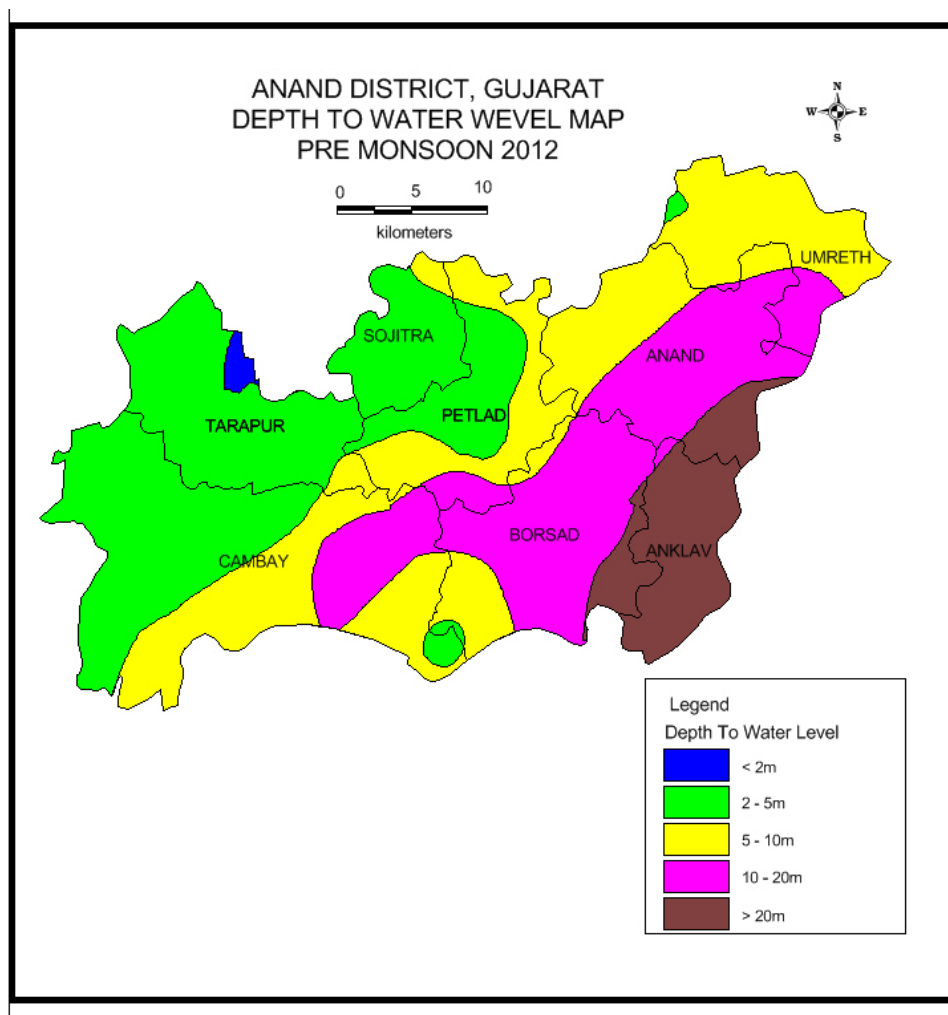 ANAND DISTRICT, GUJARAT
DEPTH TO WATER WEVEL MAP
PRE MONSOON 2012
N
W E
S
0 5 10
kilometers
UMRETH
SOJITRA
ANAND
PETLAD
TARAPUR
BORSAD
ANKLAV
CAMBAY
Legend
Depth To Water Level
< 2m
2 - 5m
5 - 10m
10 - 20m
> 20m